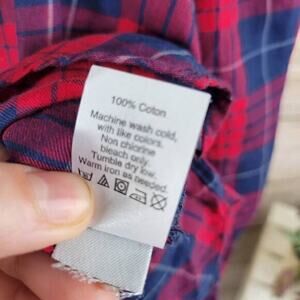 100% Coton
Machine wash cold,
with like colors.
Non chlorine
bleach only.
Tumble dry low.
Warm iron as needed.